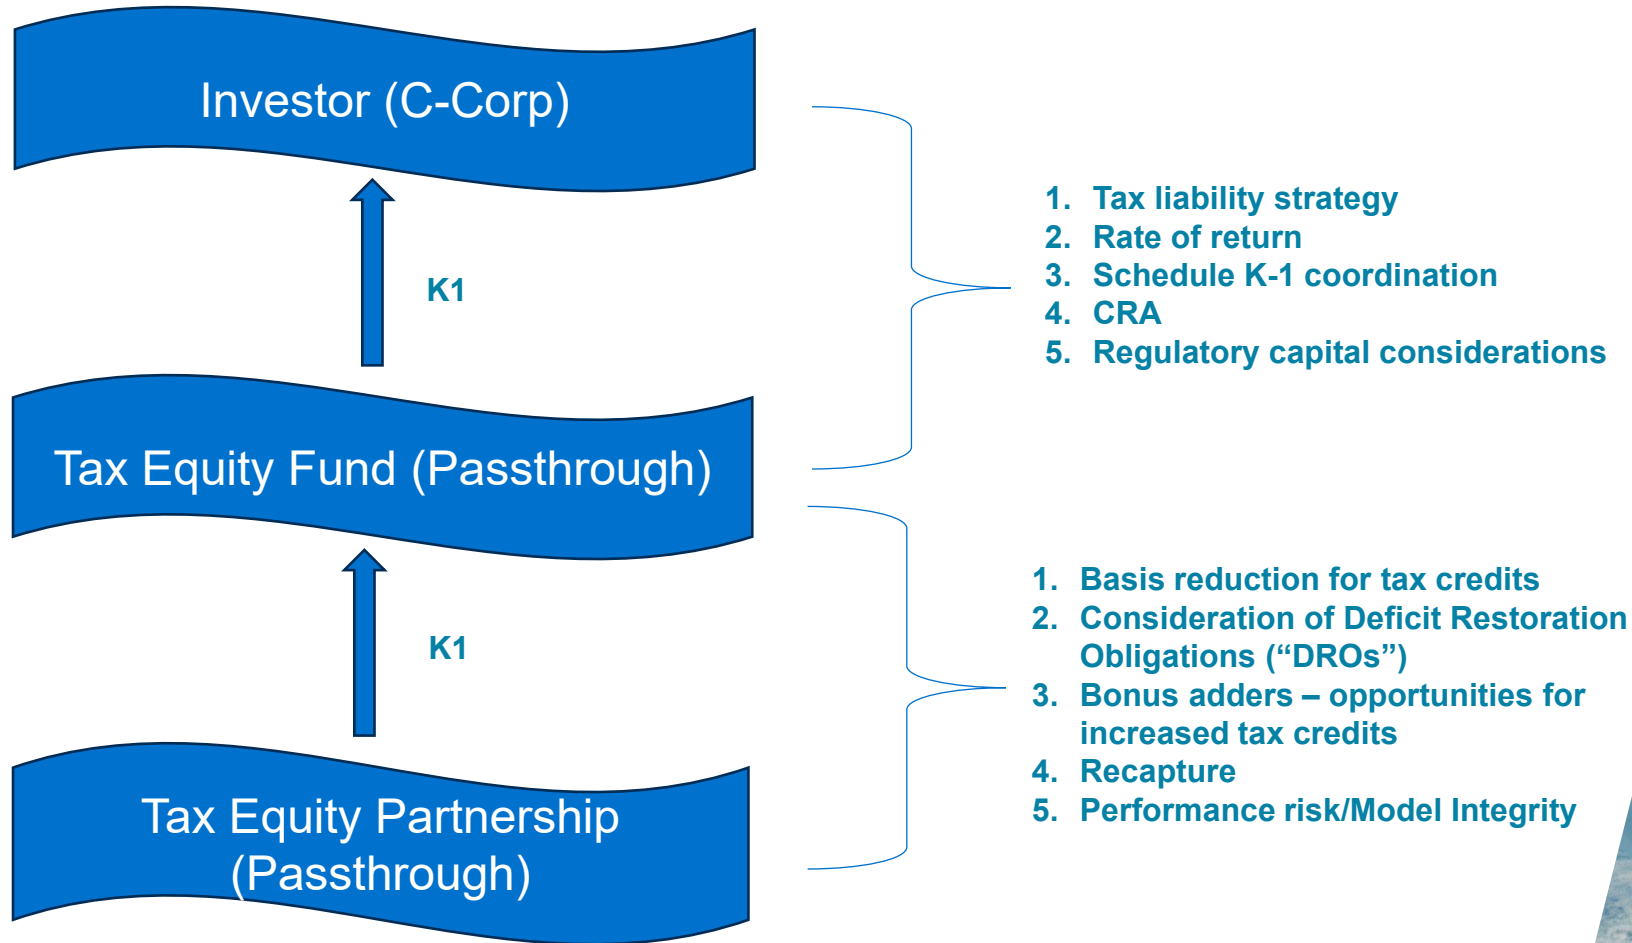 Investor (C-Corp)
K1
Tax Equity Fund (Passthrough)
K1
Tax Equity Partnership
(Passthrough)
1. Tax liability strategy
2. Rate of return
3. Schedule K-1 coordination
4. CRA
5. Regulatory capital considerations
1. Basis reduction for tax credits
2. Consideration of Deficit Restoration
Obligations (“DROs”)
3. Bonus adders – opportunities for
increased tax credits
4. Recapture
5. Performance risk/Model Integrity